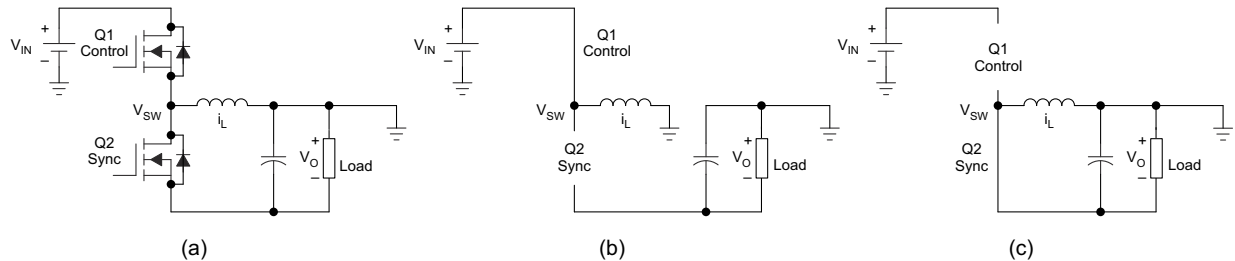 +
V_IN
−
Q1
Control
V_SW
i_L
Q2
Sync
+
V_O
−
Load
(a)
+
V_IN
−
Q1
Control
V_SW
i_L
Q2
Sync
+
V_O
−
Load
(b)
+
V_IN
−
Q1
Control
V_SW
i_L
Q2
Sync
+
V_O
−
Load
(c)